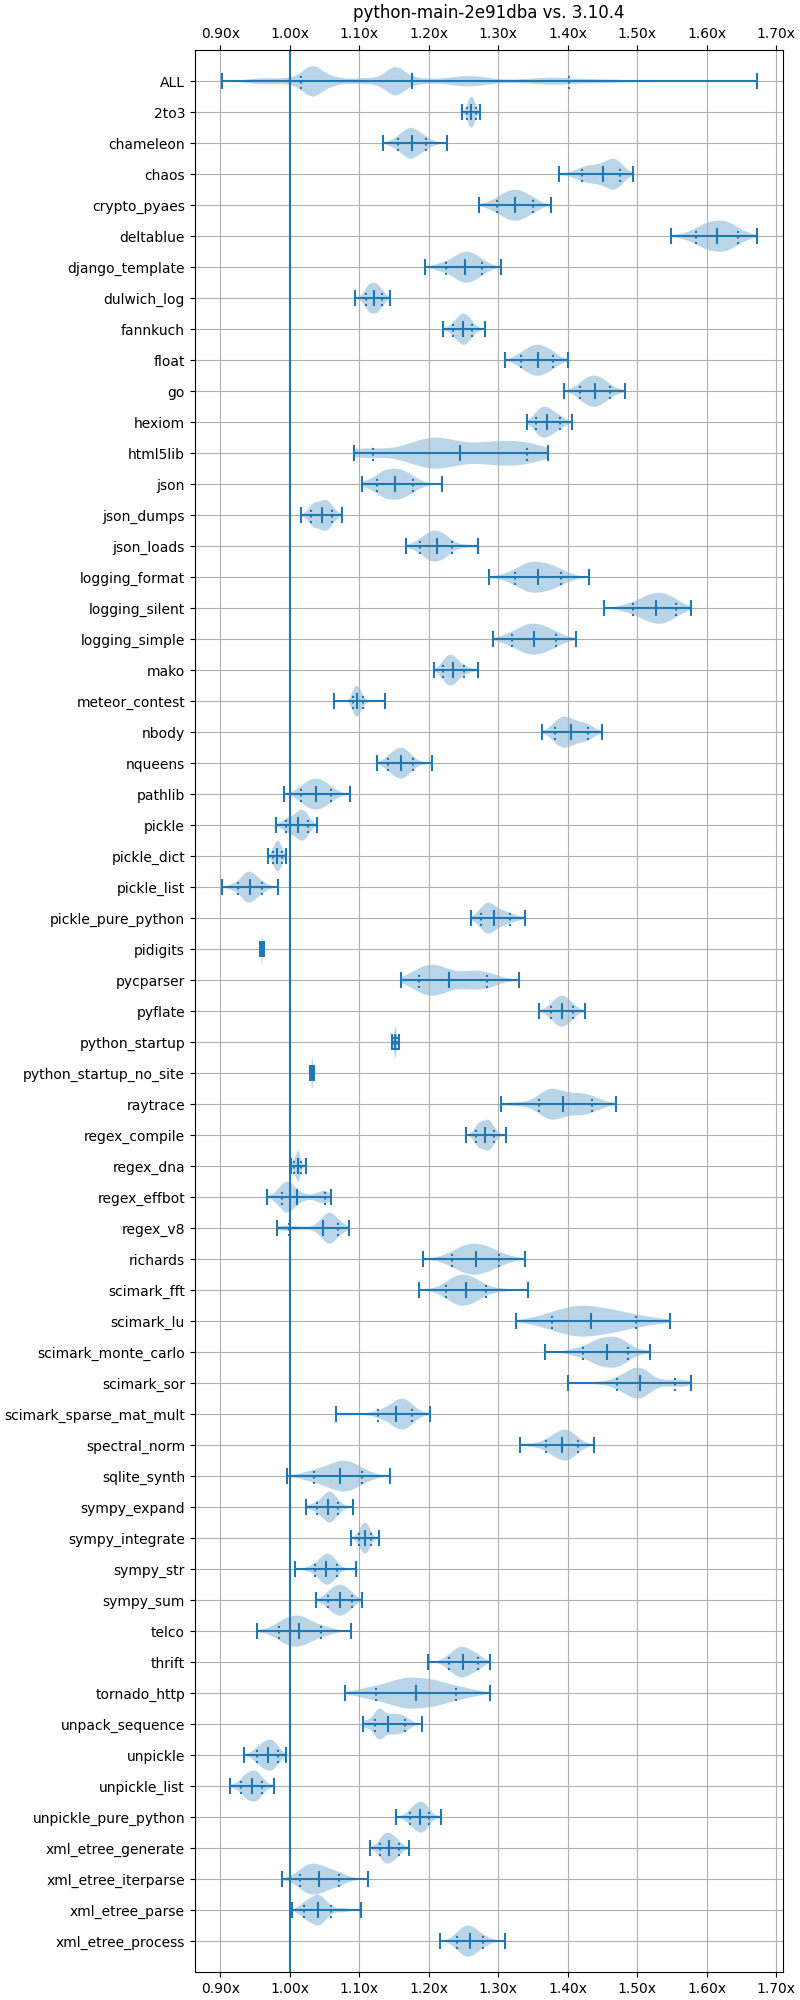 python-main-2e91dba vs. 3.10.4
0.90x 1.00x 1.10x 1.20x 1.30x 1.40x 1.50x 1.60x 1.70x
ALL
2to3
chameleon
chaos
crypto_pyaes
deltablue
django_template
dulwich_log
fannkuch
float
go
hexiom
html5lib
json
json_dumps
json_loads
logging_format
logging_silent
logging_simple
mako
meteor_contest
nbody
nqueens
pathlib
pickle
pickle_dict
pickle_list
pickle_pure_python
pidigits
pycparser
pyflate
python_startup
python_startup_no_site
raytrace
regex_compile
regex_dna
regex_effbot
regex_v8
richards
scimark_fft
scimark_lu
scimark_monte_carlo
scimark_sor
scimark_sparse_mat_mult
spectral_norm
sqlite_synth
sympy_expand
sympy_integrate
sympy_str
sympy_sum
telco
thrift
tornado_http
unpack_sequence
unpickle
unpickle_list
unpickle_pure_python
xml_etree_generate
xml_etree_iterparse
xml_etree_parse
xml_etree_process
0.90x 1.00x 1.10x 1.20x 1.30x 1.40x 1.50x 1.60x 1.70x